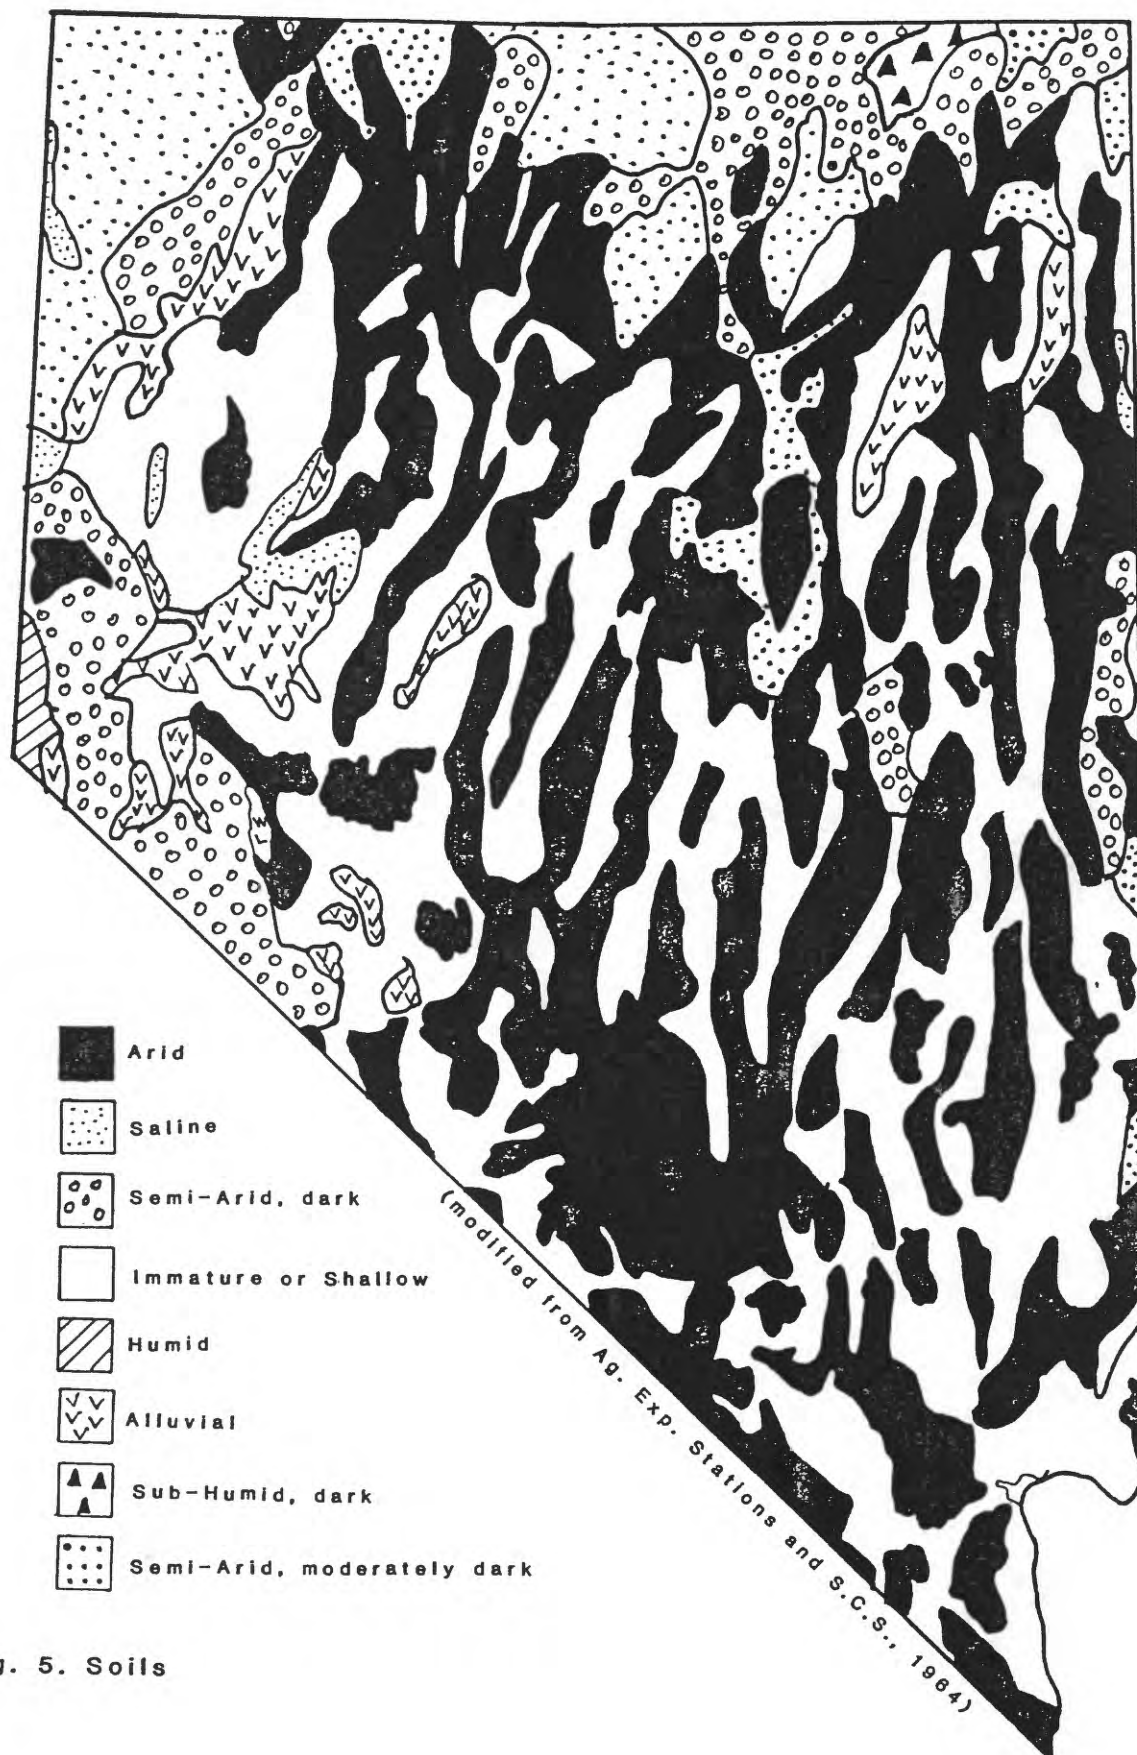 Arid
Saline
Semi-Arid, dark
Immature or Shallow
Humid
Alluvial
Sub-Humid, dark
Semi-Arid, moderately dark
(modified from Ag. Exp. Stations and S.C.S., 1964)
g. 5. Soils